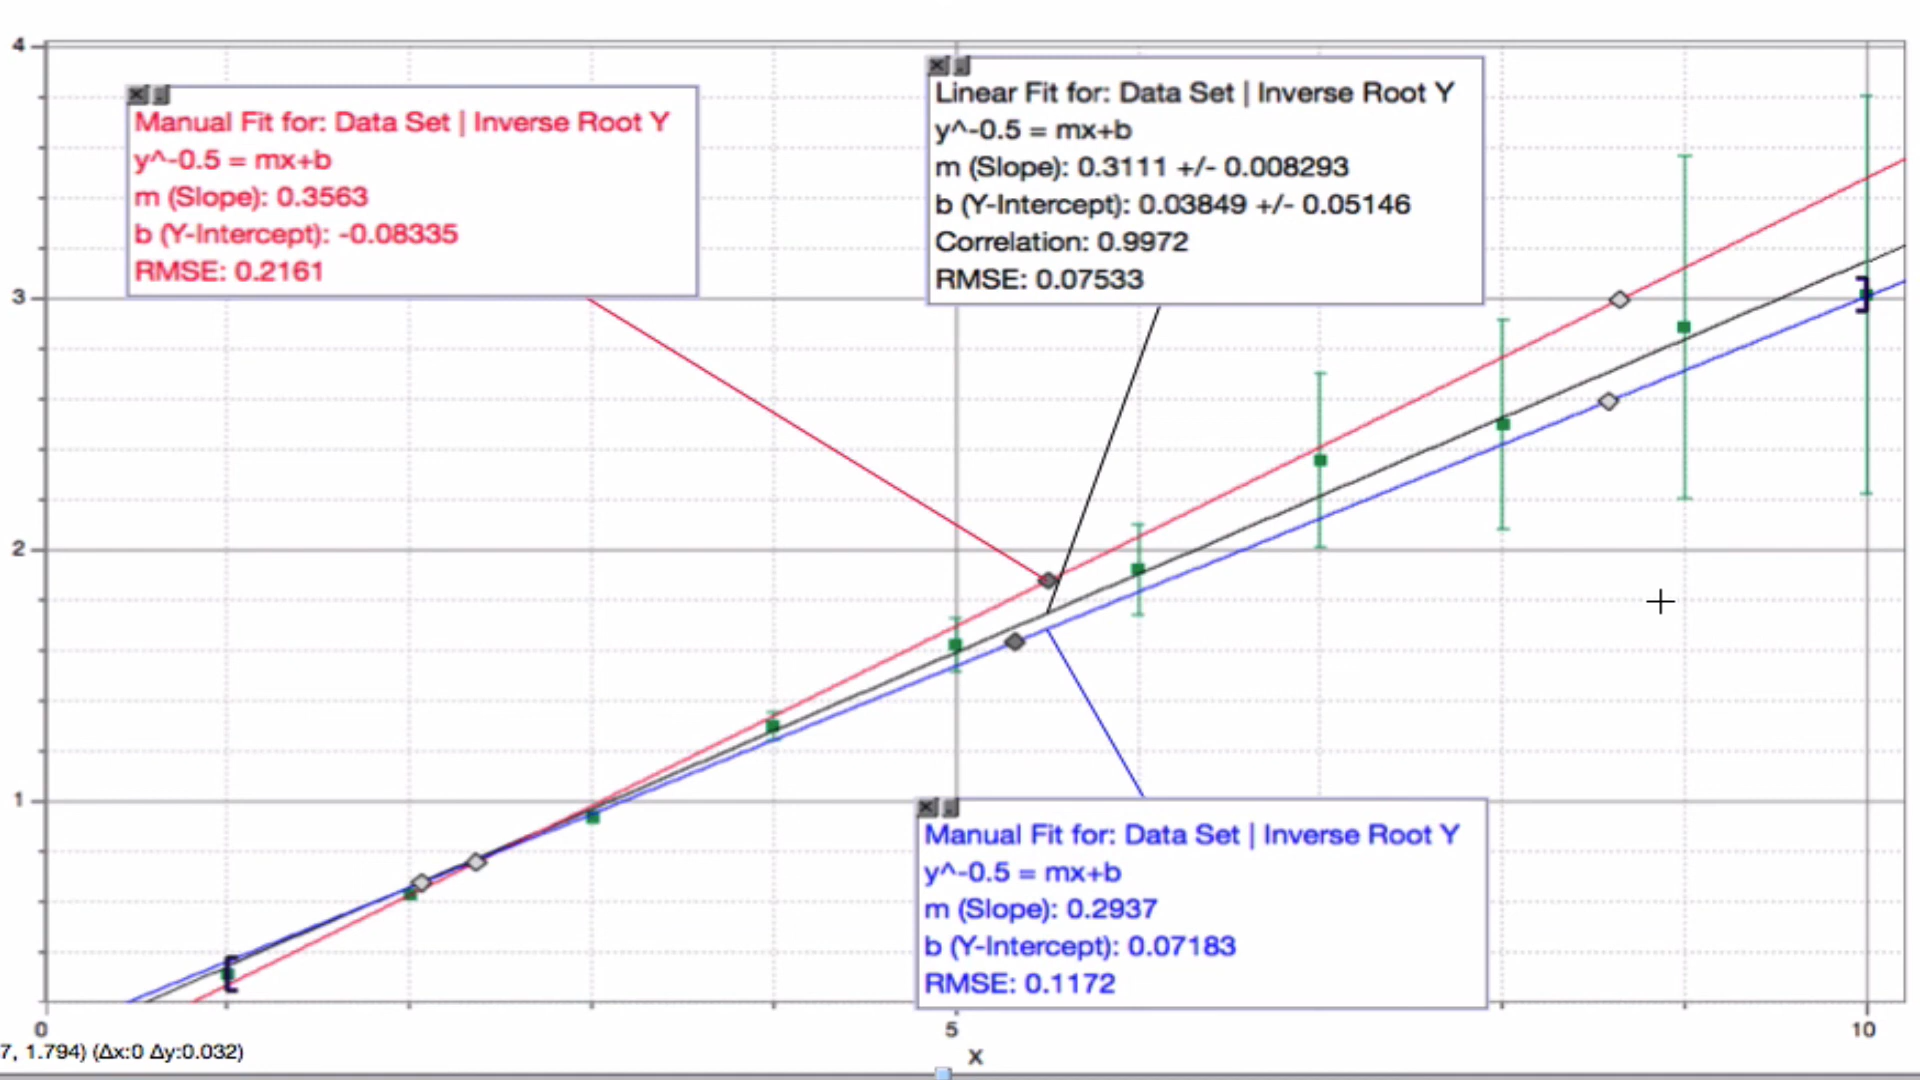 4
Manual Fit for: Data Set | Inverse Root Y
y^-0.5 = mx+b
m (Slope): 0.3563
b (Y-Intercept): -0.08335
RMSE: 0.2161
Linear Fit for: Data Set | Inverse Root Y
y^-0.5 = mx+b
m (Slope): 0.3111 +/- 0.008293
b (Y-Intercept): 0.03849 +/- 0.05146
Correlation: 0.9972
RMSE: 0.07533
3
2
1
Manual Fit for: Data Set | Inverse Root Y
y^-0.5 = mx+b
m (Slope): 0.2937
b (Y-Intercept): 0.07183
RMSE: 0.1172
0
5
10
7, 1.794) (Δx:0 Δy:0.032)
x